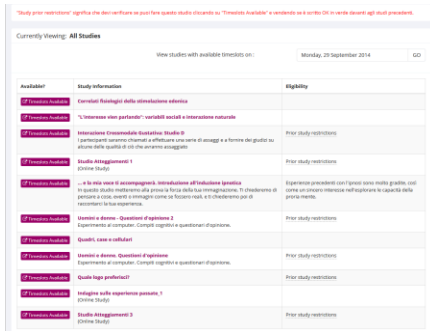 "Study prior restrictions" significa che devi verificare se puoi fare questo studio cliccando su "Timeslots Available" e vedendo se è scritto OK in verde davanti agli studi precedenti.
Currently Viewing: All Studies
View studies with available timeslots on :
Monday, 29 September 2014
GO
Available?
Study Information
Eligibility
Timeslots Available
Correlati fisiologici della stimolazione edonica
Timeslots Available
"L'interesse vien parlando": variabili sociali e interazione naturale
Timeslots Available
Interazione Crossmodale Gustativa: Studio D
Prior study restrictions
I partecipanti saranno chiamati a effettuare una serie di assaggi e a fornire dei giudizi su
alcune delle qualità di ciò che avranno assaggiato
Timeslots Available
Studio Atteggiamenti 1
Prior study restrictions
(Online Study)
Timeslots Available
... e la mia voce ti accompagnerà. Introduzione all'induzione ipnotica
Esperienze precedenti con l'ipnosi sono molto gradite, così
In questo studio metteremo alla prova la forza della tua immaginazione. Ti chiederemo di
come un sincero interesse nell'esplorare le capacità della
pensare a cose, eventi o immagini come se fossero reali, e ti chiederemo poi di
propria mente.
raccontarci la tua esperienza.
Timeslots Available
Uomini e donne - Questioni d'opinione 2
Prior study restrictions
Esperimento al computer. Compiti cognitivi e questionari d'opinione.
Timeslots Available
Quadri, case e cellulari
Timeslots Available
Uomini e donne. Questioni d'opinione
Prior study restrictions
Esperimento al computer. Compiti cognitivi e questionari d'opinione.
Timeslots Available
Quale logo preferisci?
Prior study restrictions
Timeslots Available
Indagine sulle esperienze passate_1
(Online Study)
Timeslots Available
Studio Atteggiamenti 3
Prior study restrictions
(Online Study)